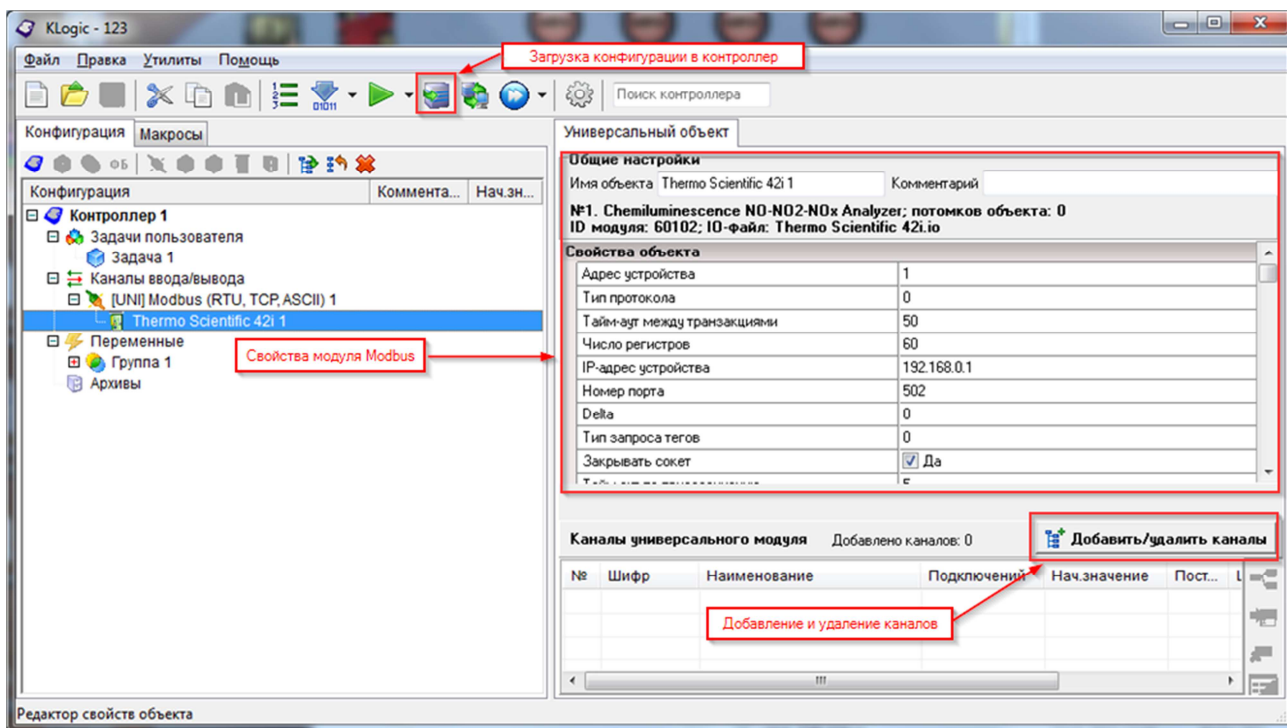 KLogic - 123
Файл Правка Утилиты Помощь
Загрузка конфигурации в контроллер
Поиск контроллера
Конфигурация Макросы
Универсальный объект
Конфигурация Коммента... Нач.зн...
Контроллер 1
Задачи пользователя
Задача 1
Каналы ввода/вывода
[UNI] Modbus (RTU, TCP, ASCII) 1
Thermo Scientific 42i 1
Переменные
Группа 1
Архивы
Свойства модуля Modbus
Общие настройки
Имя объекта Thermo Scientific 42i 1 Комментарий
№1. Chemiluminescence NO-NO2-NOx Analyzer; потомков объекта: 0
ID модуля: 60102; IO-файл: Thermo Scientific 42i.io
Свойства объекта
Адрес устройства 1
Тип протокола 0
Тайм-аут между транзакциями 50
Число регистров 60
IP-адрес устройства 192.168.0.1
Номер порта 502
Delta 0
Тип запроса тегов 0
Закрывать сокет Да
Каналы универсального модуля Добавлено каналов: 0 Добавить/удалить каналы
№ Шифр Наименование Подключений Нач.значение Пост...
Добавление и удаление каналов
Редактор свойств объекта